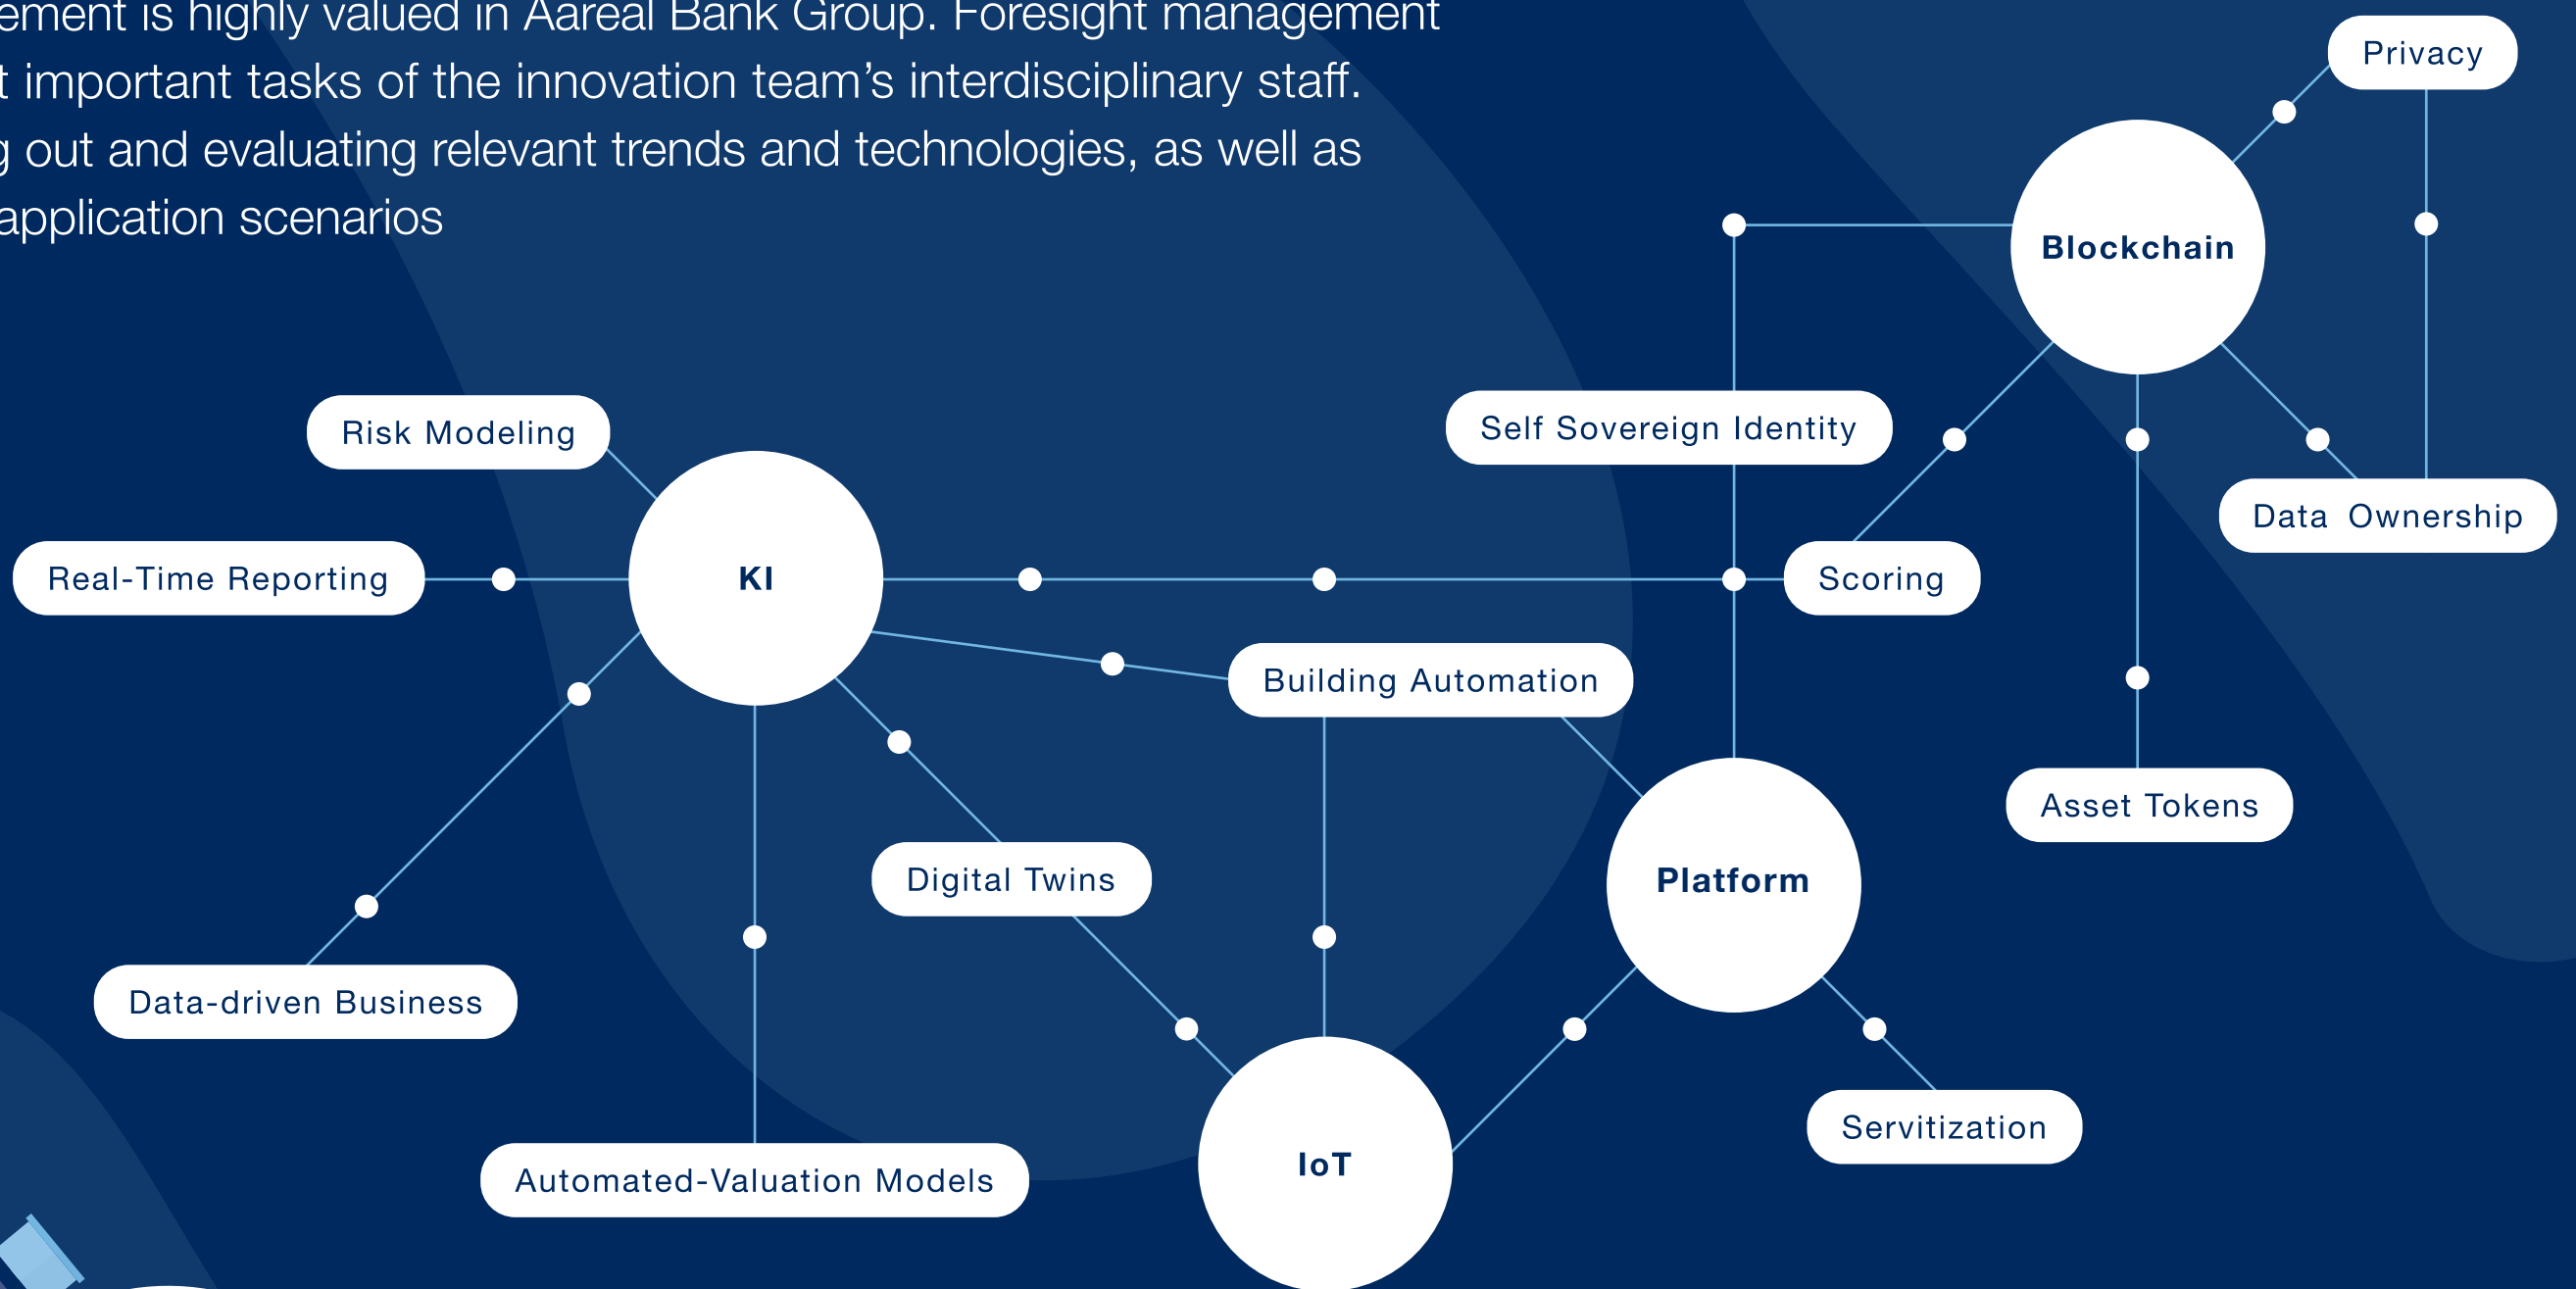 ement is highly valued in Aareal Bank Group. Foresight management
t important tasks of the innovation team's interdisciplinary staff.
g out and evaluating relevant trends and technologies, as well as
application scenarios
Privacy
Blockchain
Risk Modeling
Self Sovereign Identity
Data Ownership
Real-Time Reporting
KI
Scoring
Building Automation
Asset Tokens
Digital Twins
Platform
Data-driven Business
Servitization
IoT
Automated-Valuation Models